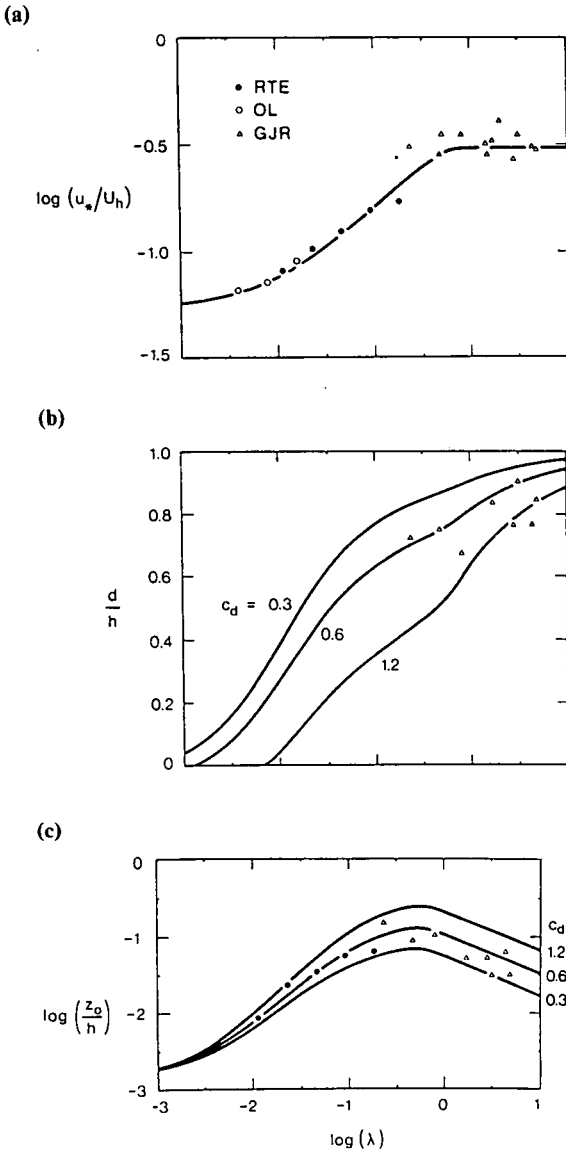 (a)
0
-0.5
-1.0
-1.5
log (u*/Uh)
RTE
OL
GJR
(b)
1.0
0.8
0.6
0.4
0.2
0
d
h
cd = 0.3
0.6
1.2
(c)
0
-1
-2
-3
log (zo/h)
cd
1.2
0.6
0.3
-3
-2
-1
0
1
log (λ)